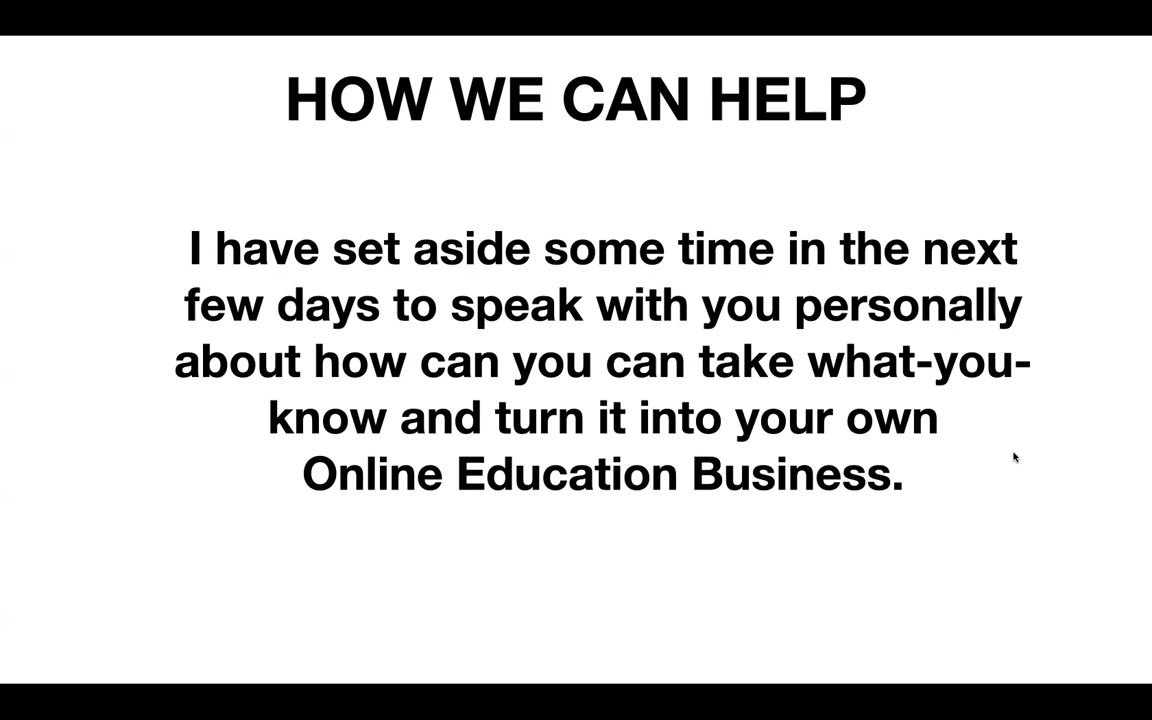 HOW WE CAN HELP
I have set aside some time in the next
few days to speak with you personally
about how can you can take what-you-
know and turn it into your own
Online Education Business.